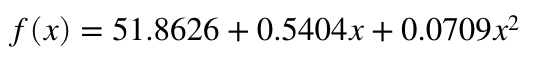 f(x) = 51.8626 + 0.5404x + 0.0709x²